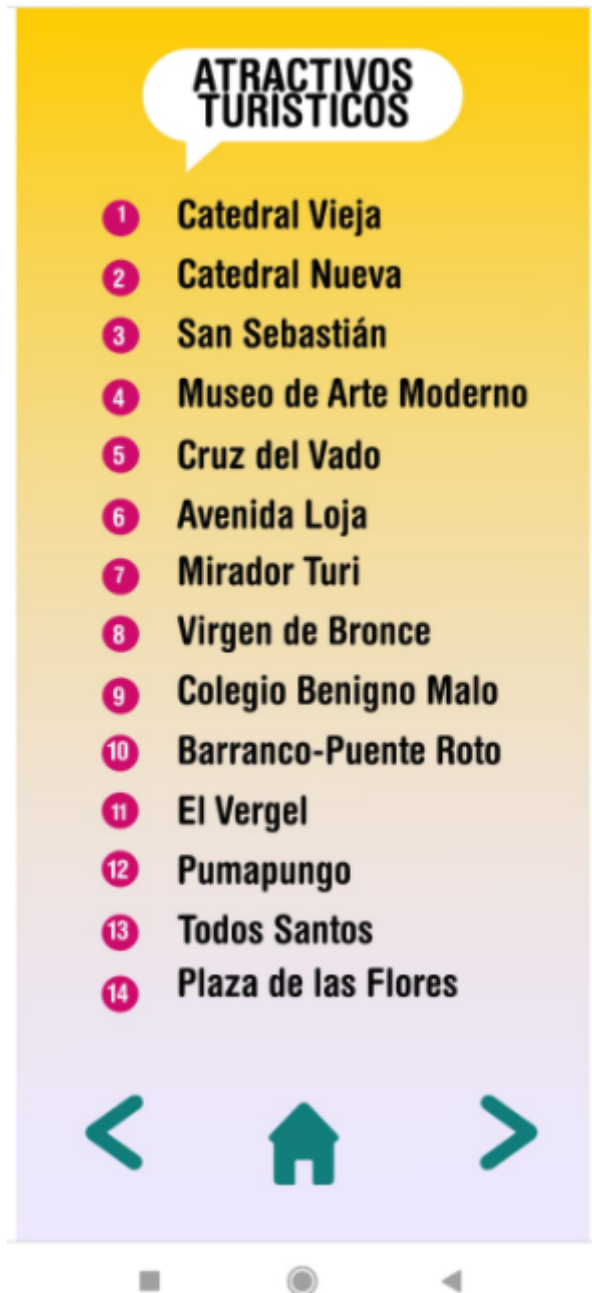 ATRACTIVOS
TURÍSTICOS
1 Catedral Vieja
2 Catedral Nueva
3 San Sebastián
4 Museo de Arte Moderno
5 Cruz del Vado
6 Avenida Loja
7 Mirador Turi
8 Virgen de Bronce
9 Colegio Benigno Malo
10 Barranco-Puente Roto
11 El Vergel
12 Pumapungo
13 Todos Santos
14 Plaza de las Flores